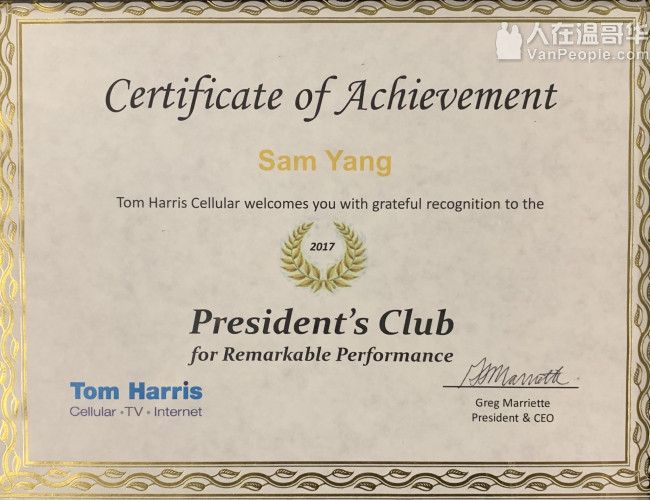 人在温哥华
VanPeople.com
Certificate of Achievement
Sam Yang
Tom Harris Cellular welcomes you with grateful recognition to the
2017
President's Club
for Remarkable Performance
Tom Harris
Cellular • TV • Internet
GMarriette
Greg Marriette
President & CEO